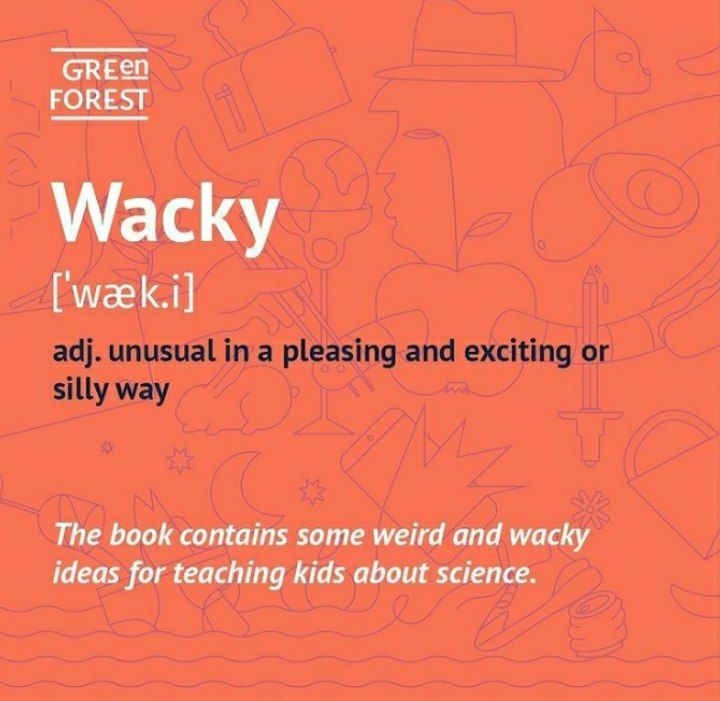 GREen
FOREST
Wacky
['wæk.i]
adj. unusual in a pleasing and exciting or
silly way
The book contains some weird and wacky
ideas for teaching kids about science.